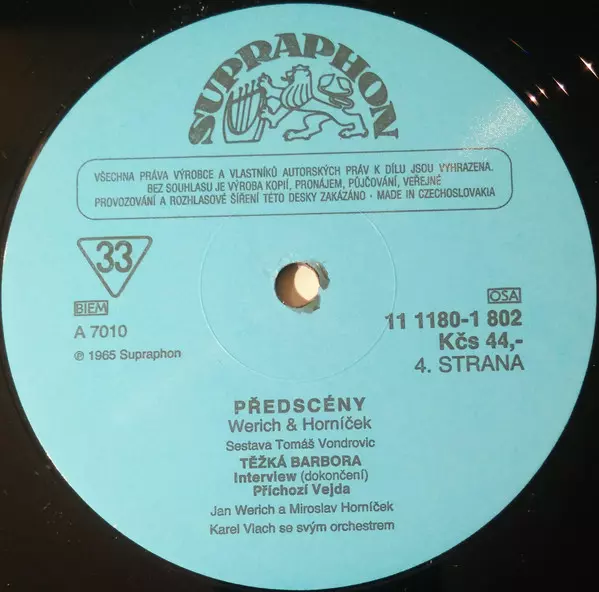 SUPRAPHON
VŠECHNA PRÁVA VÝROBCE A VLASTNÍKŮ AUTORSKÝCH PRÁV K DÍLU JSOU VYHRAZENA.
BEZ SOUHLASU JE VÝROBA KOPIÍ, PRONÁJEM, PŮJČOVÁNÍ, VEŘEJNÉ
PROVOZOVÁNÍ A ROZHLASOVÉ ŠÍŘENÍ TÉTO DESKY ZAKÁZÁNO · MADE IN CZECHOSLOVAKIA
33
BIEM
A 7010
℗ 1965 Supraphon
OSA
11 1180-1 802
Kčs 44,-
4. STRANA
PŘEDSCÉNY
Werich & Horníček
Sestava Tomáš Vondrovic
TĚŽKÁ BARBORA
Interview (dokončení)
Příchozí Vejda
Jan Werich a Miroslav Horníček
Karel Vlach se svým orchestrem